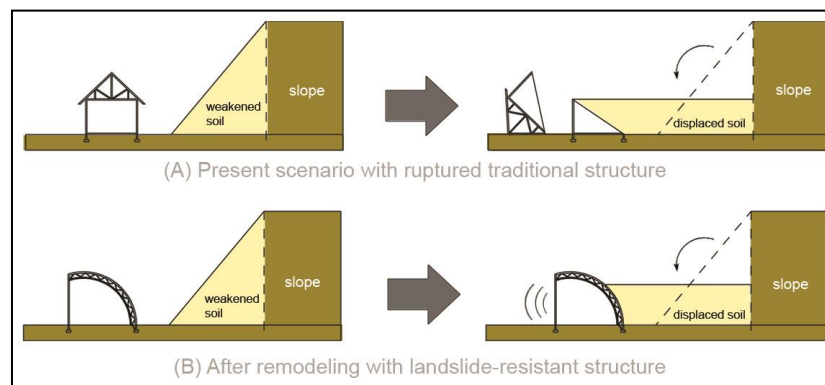 weakened
soil
slope
displaced soil
slope
(A) Present scenario with ruptured traditional structure
weakened
soil
slope
displaced soil
slope
(B) After remodeling with landslide-resistant structure